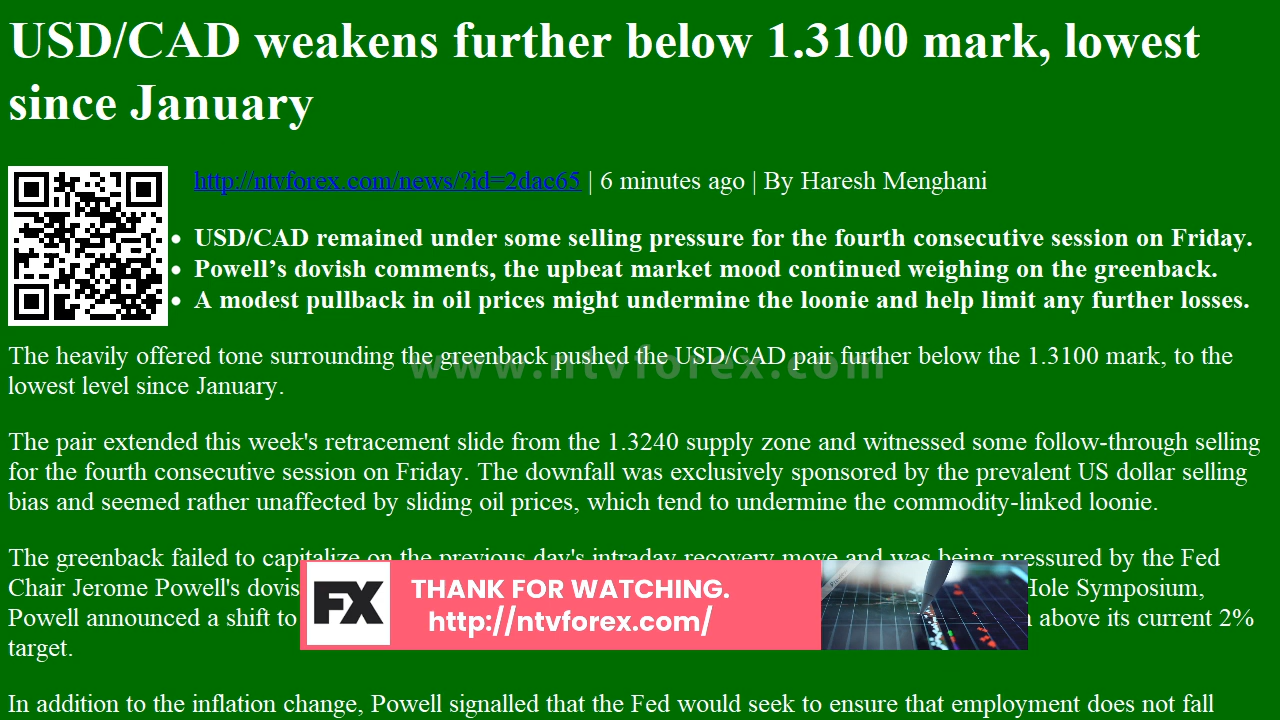 USD/CAD weakens further below 1.3100 mark, lowest
since January
http://ntvforex.com/news/?id=2dac65 | 6 minutes ago | By Haresh Menghani
• USD/CAD remained under some selling pressure for the fourth consecutive session on Friday.
• Powell’s dovish comments, the upbeat market mood continued weighing on the greenback.
• A modest pullback in oil prices might undermine the loonie and help limit any further losses.
The heavily offered tone surrounding the greenback pushed the USD/CAD pair further below the 1.3100 mark, to the
www.ntvforex.com
lowest level since January.
The pair extended this week's retracement slide from the 1.3240 supply zone and witnessed some follow-through selling
for the fourth consecutive session on Friday. The downfall was exclusively sponsored by the prevalent US dollar selling
bias and seemed rather unaffected by sliding oil prices, which tend to undermine the commodity-linked loonie.
The greenback failed to capitalize on the previous day's intraday recovery move and was being pressured by the Fed
Chair Jerome Powell's Hole Symposium,
Powell announced a shift to above its current 2%
target.
FX
THANK FOR WATCHING.
http://ntvforex.com/
In addition to the inflation change, Powell signalled that the Fed would seek to ensure that employment does not fall